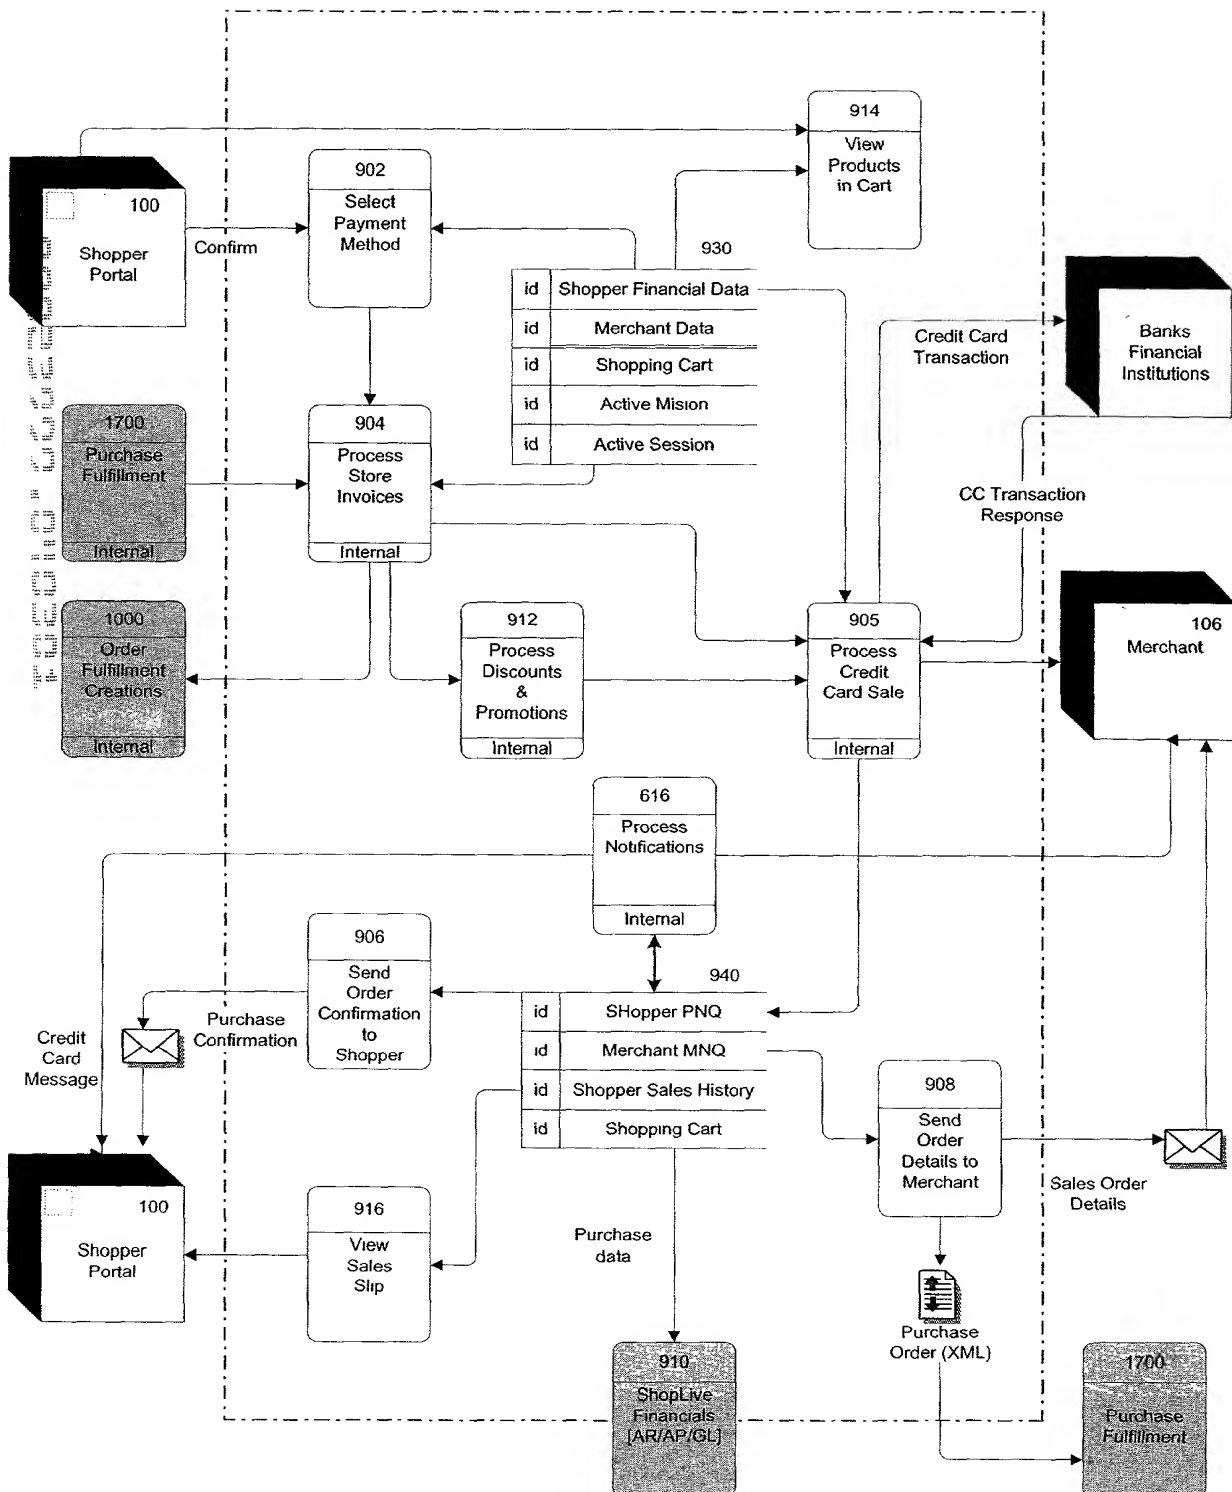 914
View
Products
in Cart
902
Select
Payment
Method
100
Shopper
Portal
Confirm
930
id Shopper Financial Data
id Merchant Data
id Shopping Cart
id Active Mision
id Active Session
Credit Card
Transaction
Banks
Financial
Institutions
1700
Purchase
Fulfillment
Internal
904
Process
Store
Invoices
Internal
CC Transaction
Response
1000
Order
Fulfillment
Creations
Internal
912
Process
Discounts
&
Promotions
Internal
905
Process
Credit
Card Sale
Internal
106
Merchant
616
Process
Notifications
Internal
906
Send
Order
Confirmation
to
Shopper
Purchase
Confirmation
Credit
Card
Message
940
id SHopper PNQ
id Merchant MNQ
id Shopper Sales History
id Shopping Cart
908
Send
Order
Details to
Merchant
Sales Order
Details
100
Shopper
Portal
916
View
Sales
Slip
Purchase
data
Purchase
Order (XML)
910
ShopLive
Financials
[AR/AP/GL]
1700
Purchase
Fulfillment